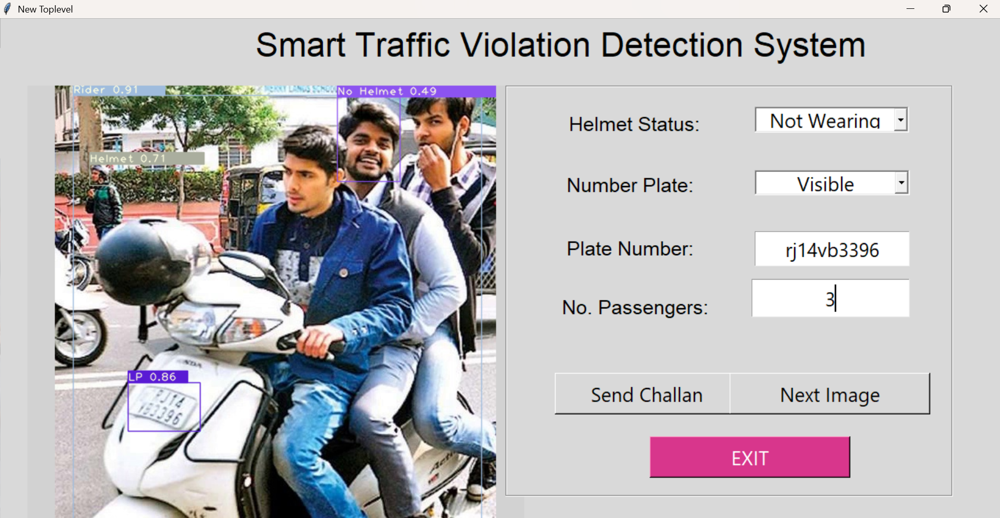 New Toplevel
Smart Traffic Violation Detection System
Rider 0.91
No Helmet 0.49
Helmet 0.71
LP 0.86
HONDA
RJ14
VB3396
Helmet Status:
Not Wearing
Number Plate:
Visible
Plate Number:
rj14vb3396
No. Passengers:
3
Send Challan
Next Image
EXIT